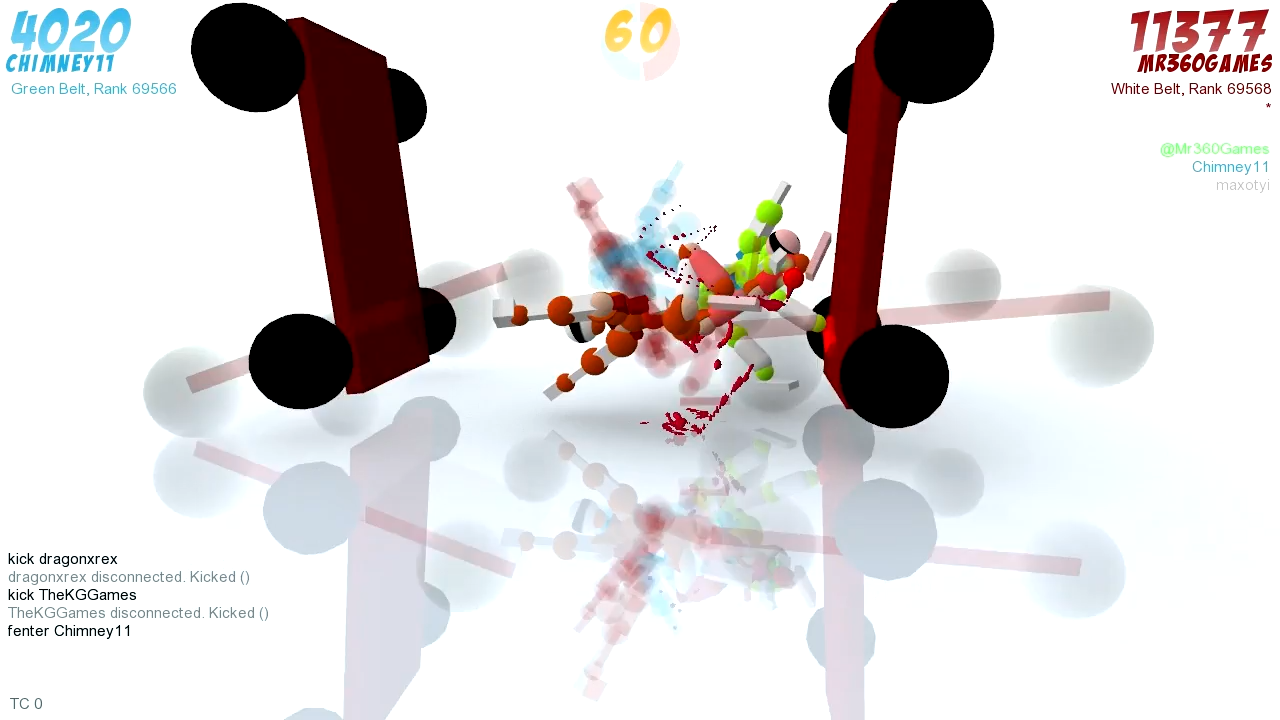 4020
CHIMNEY11
Green Belt, Rank 69566
60
11377
MR360GAMES
White Belt, Rank 69568
*
@Mr360Games
Chimney11
maxotyi
kick dragonxrex
dragonxrex disconnected. Kicked ()
kick TheKGGames
TheKGGames disconnected. Kicked ()
fenter Chimney11
TC 0